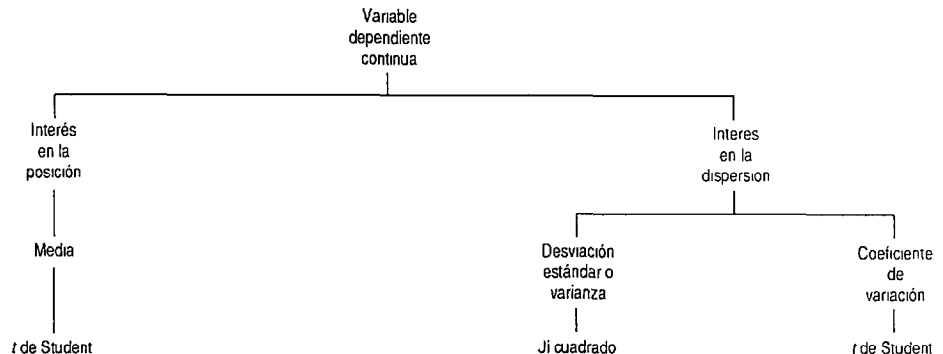 Variable
dependiente
continua
Interés
en la
posición
Interes
en la
dispersion
Media
Desviación
estándar o
varianza
Coeficiente
de
variación
t de Student
Ji cuadrado
t de Student